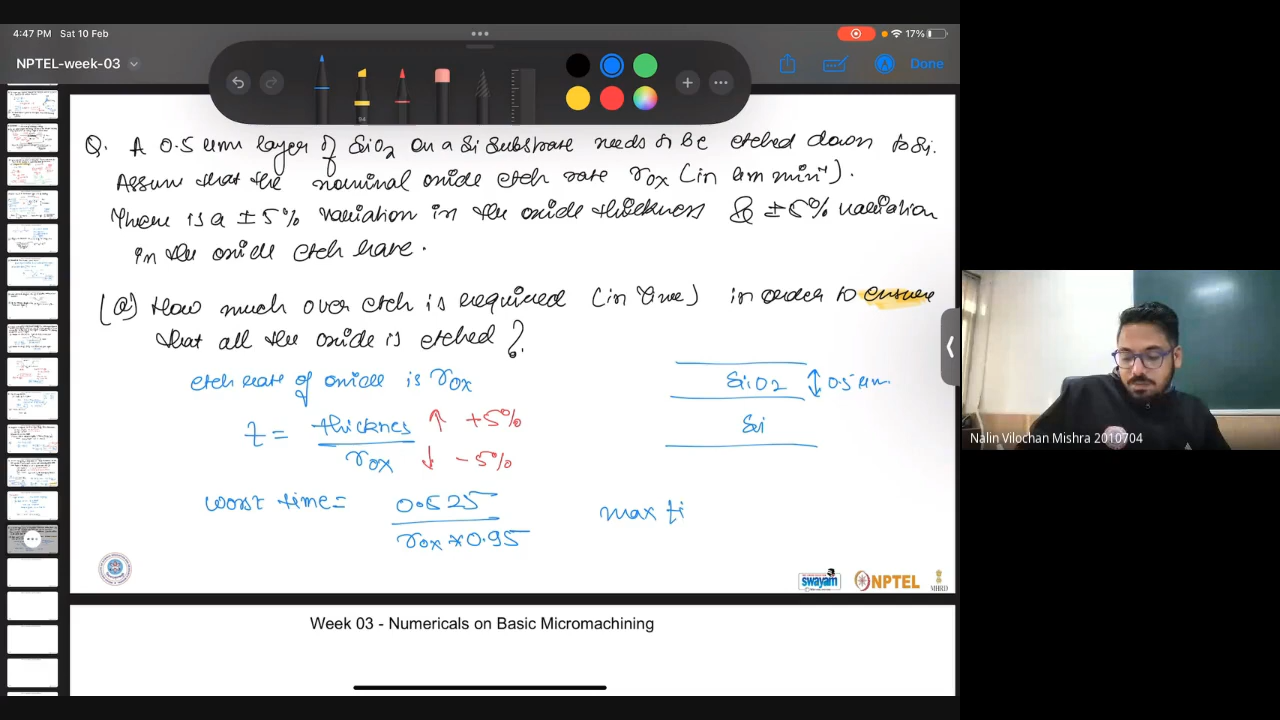 4:47 PM Sat 10 Feb
17%
NPTEL-week-03
Done
54
Q. A 0.5 um layer of SiO2 on a Si substrate needs to be etched down to Si.
Assume that the nominal oxide etch rate rox (in um min⁻¹).
There is a ± 5% variation in the oxide thickness & ± 5% variation
in the oxide etch rate.
(a) How much over etch is required (in time) in order to ensure
that all the oxide is etched?
etch rate of oxide is rox
SiO2 0.5 um
t = thicknes ↑ +5%
rox ↓ -5%
Si
worst time = 0.525
rox * 0.95
max ti
swayam
NPTEL
MHRD
Week 03 - Numericals on Basic Micromachining
Nalin Vilochan Mishra 2010704